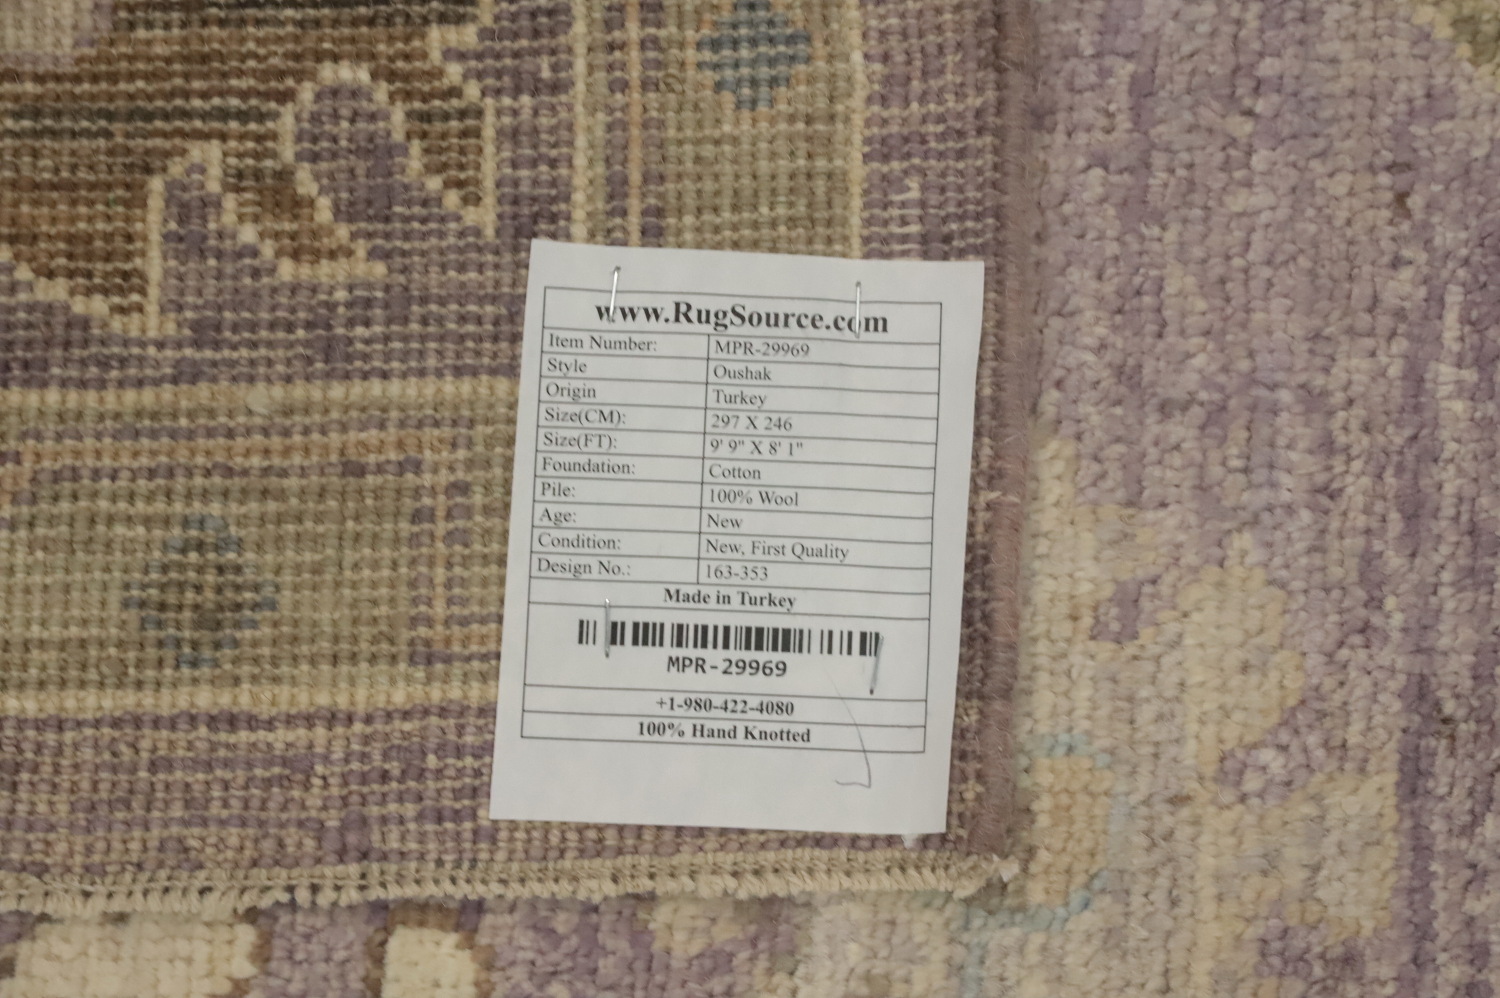 www.RugSource.com
Item Number: MPR-29969
Style Oushak
Origin Turkey
Size(CM): 297 X 246
Size(FT): 9' 9" X 8' 1"
Foundation: Cotton
Pile: 100% Wool
Age: New
Condition: New, First Quality
Design No.: 163-353
Made in Turkey
MPR-29969
+1-980-422-4080
100% Hand Knotted